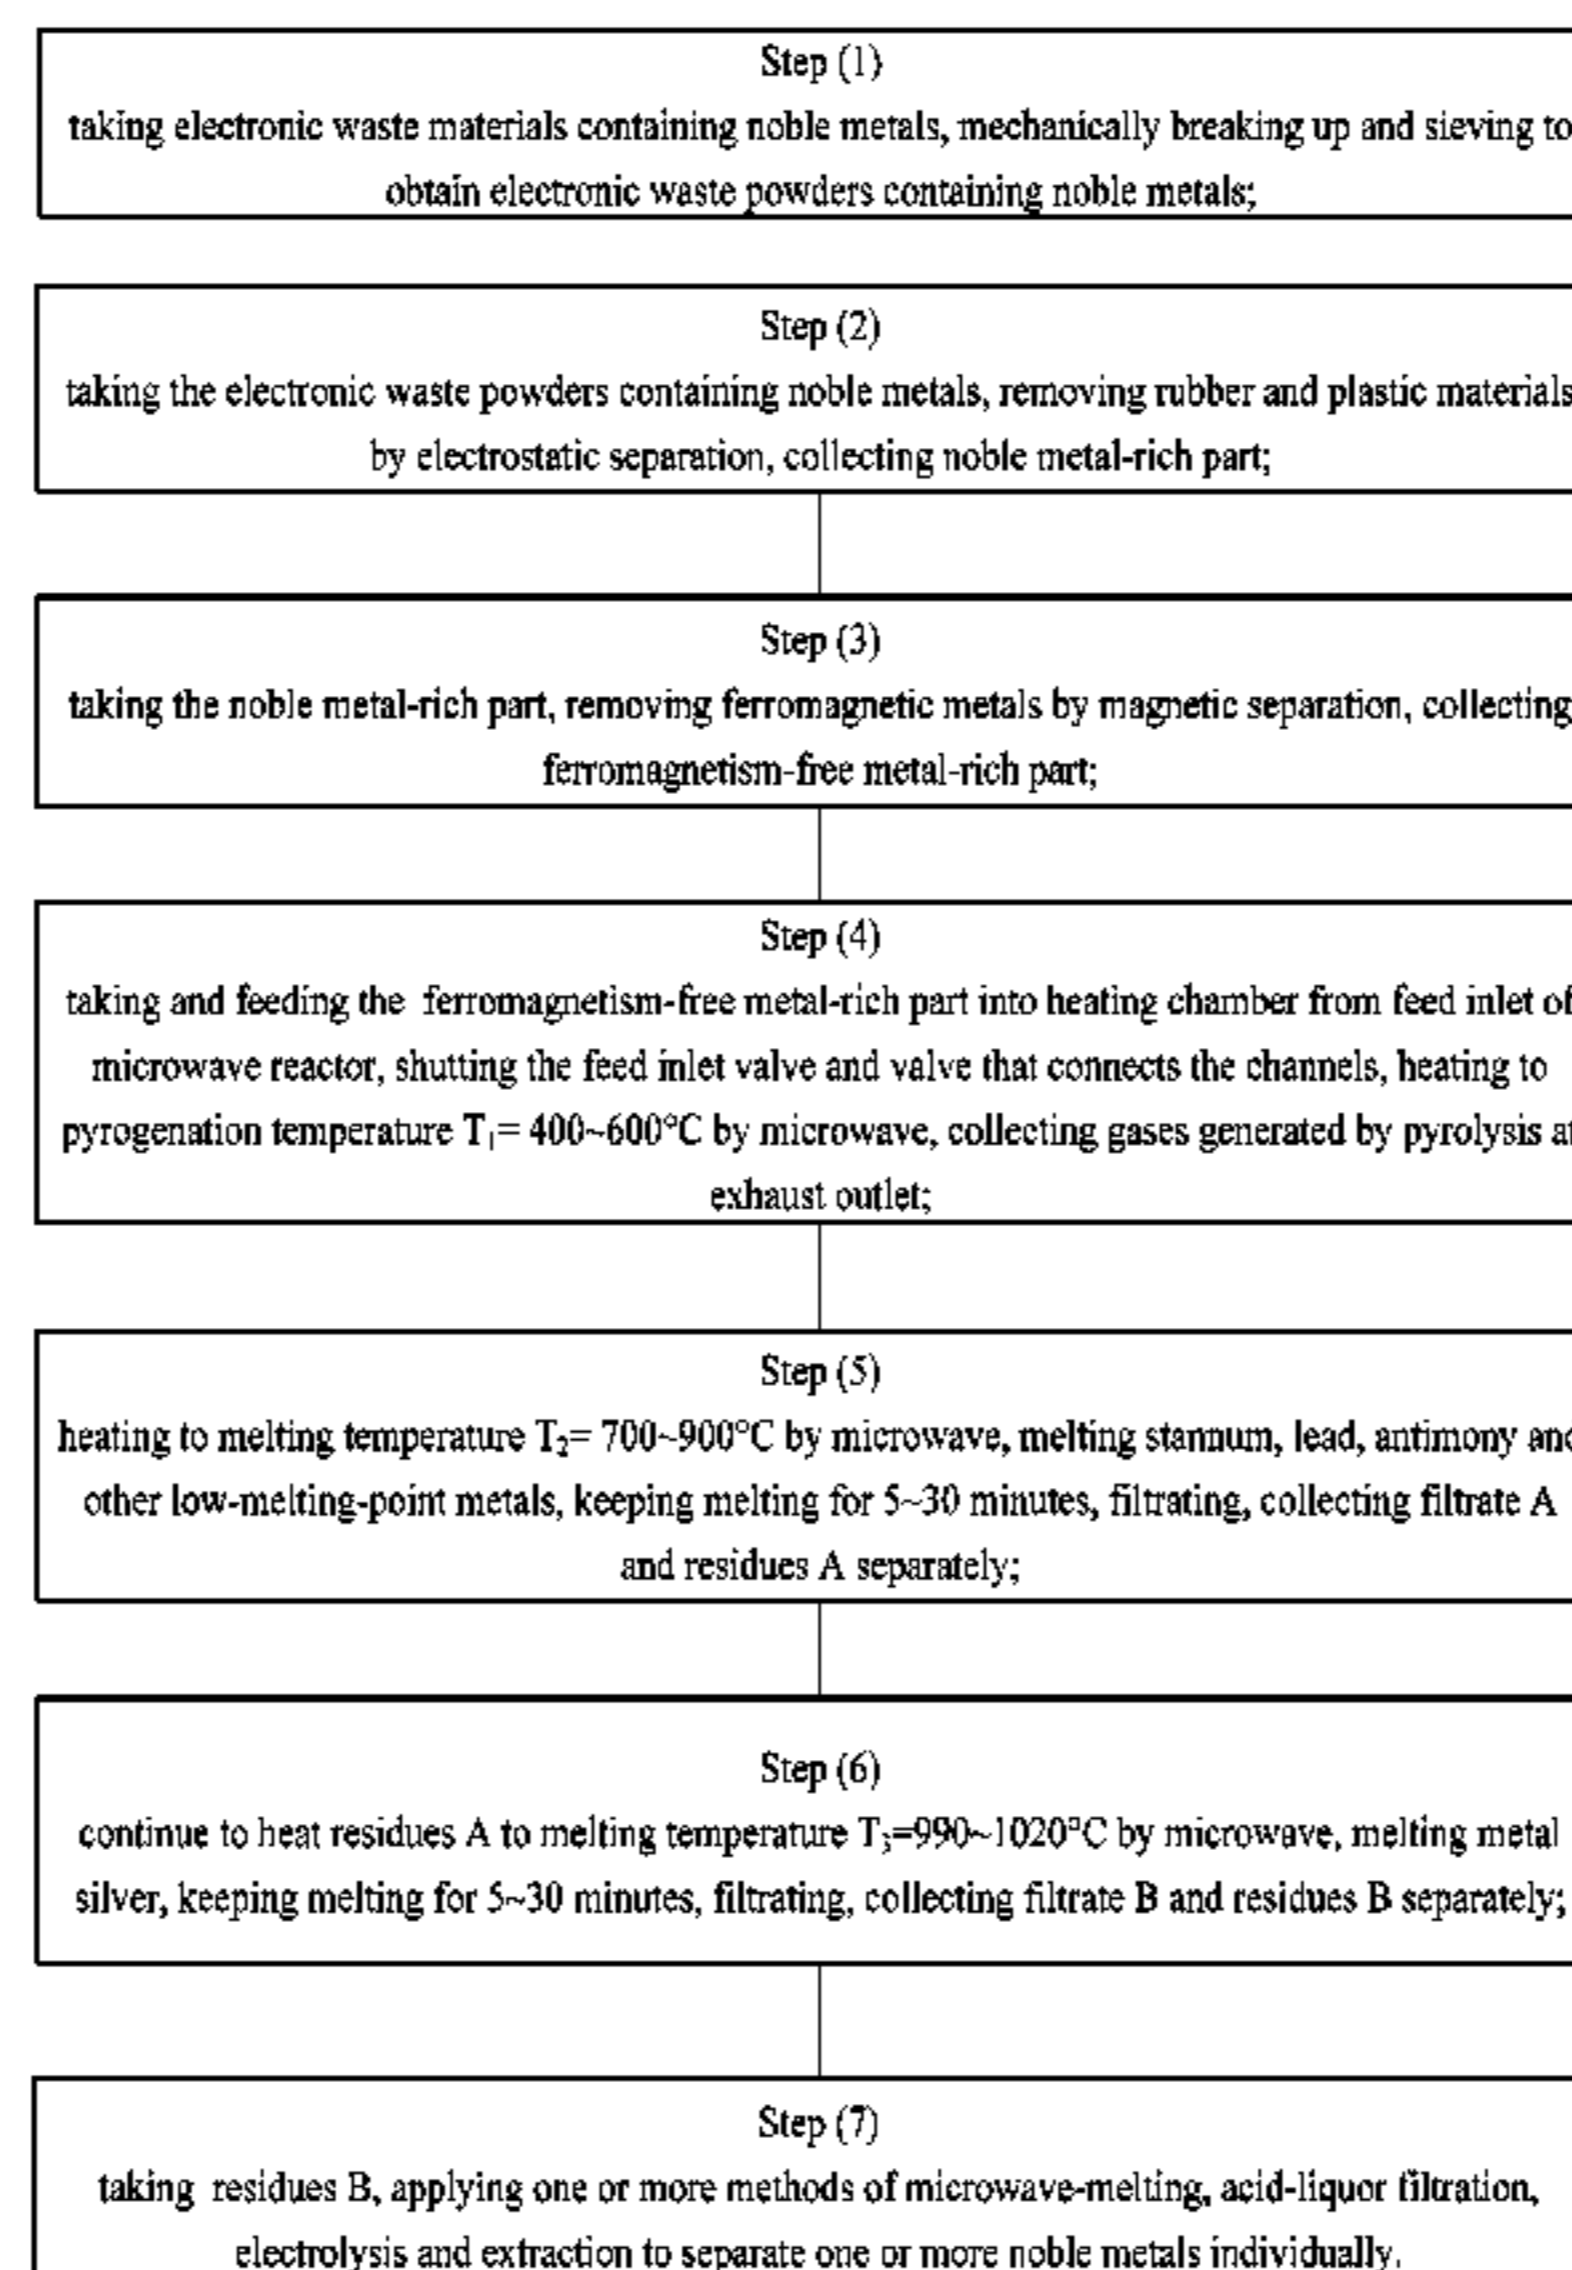 Step (1)
taking electronic waste materials containing noble metals, mechanically breaking up and sieving to
obtain electronic waste powders containing noble metals;
Step (2)
taking the electronic waste powders containing noble metals, removing rubber and plastic materials
by electrostatic separation, collecting noble metal-rich part;
Step (3)
taking the noble metal-rich part, removing ferromagnetic metals by magnetic separation, collecting
ferromagnetism-free metal-rich part;
Step (4)
taking and feeding the ferromagnetism-free metal-rich part into heating chamber from feed inlet of
microwave reactor, shutting the feed inlet valve and valve that connects the channels, heating to
pyrogenation temperature T₁= 400~600°C by microwave, collecting gases generated by pyrolysis at
exhaust outlet;
Step (5)
heating to melting temperature T₂= 700~900°C by microwave, melting stannum, lead, antimony and
other low-melting-point metals, keeping melting for 5~30 minutes, filtrating, collecting filtrate A
and residues A separately;
Step (6)
continue to heat residues A to melting temperature T₃=990~1020°C by microwave, melting metal
silver, keeping melting for 5~30 minutes, filtrating, collecting filtrate B and residues B separately;
Step (7)
taking residues B, applying one or more methods of microwave-melting, acid-liquor filtration,
electrolysis and extraction to separate one or more noble metals individually.